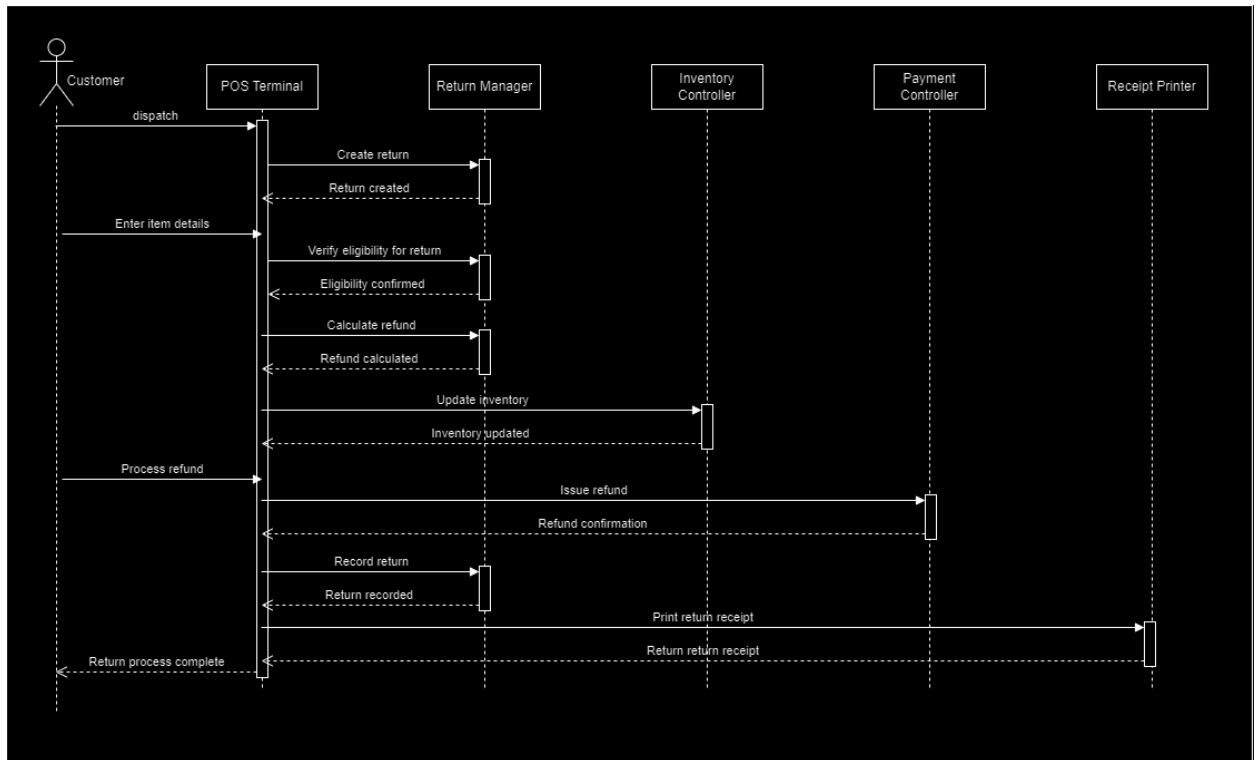 Customer
POS Terminal
Return Manager
Inventory
Controller
Payment
Controller
Receipt Printer
dispatch
Create return
Return created
Enter item details
Verify eligibility for return
Eligibility confirmed
Calculate refund
Refund calculated
Update inventory
Inventory updated
Process refund
Issue refund
Refund confirmation
Record return
Return recorded
Print return receipt
Return return receipt
Return process complete